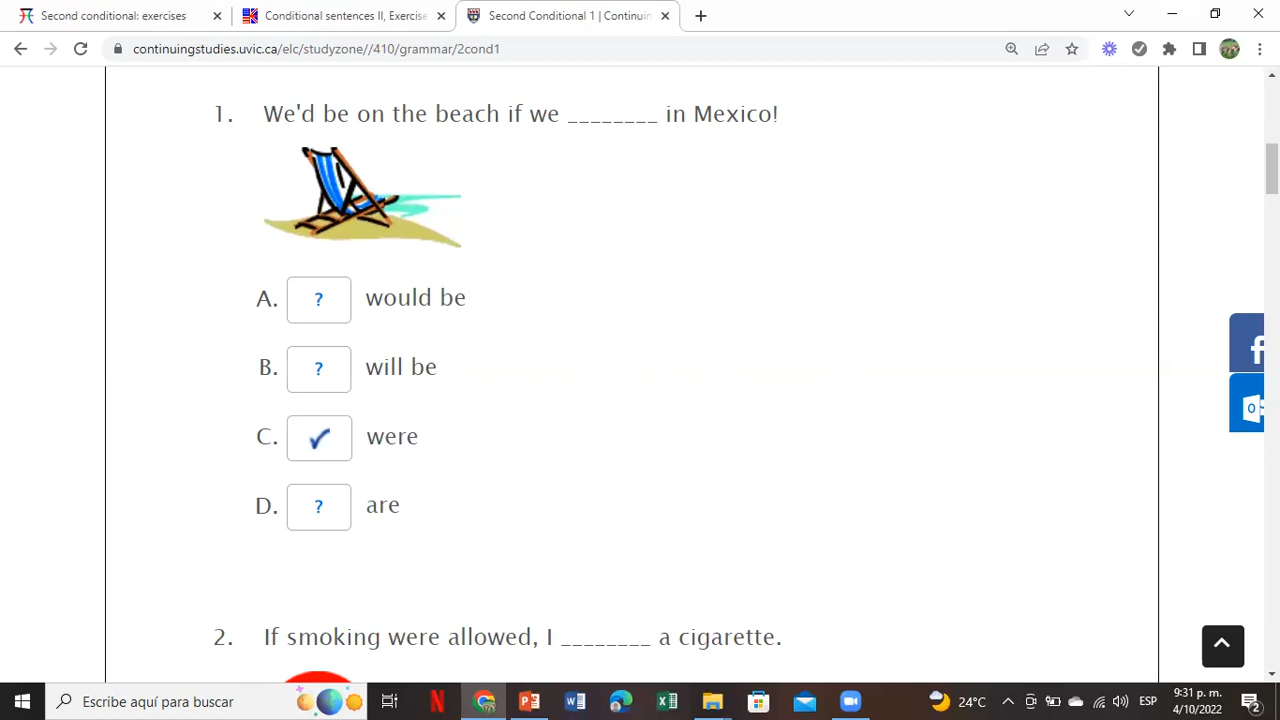 Second conditional: exercises
Conditional sentences II, Exercise
Second Conditional 1 | Continuin
continuingstudies.uvic.ca/elc/studyzone//410/grammar/2cond1
1. We'd be on the beach if we ________ in Mexico!
A. ? would be
B. ? will be
C. ✓ were
D. ? are
2. If smoking were allowed, I ________ a cigarette.
Escribe aquí para buscar
24°C
ESP
9:31 p. m.
4/10/2022
2